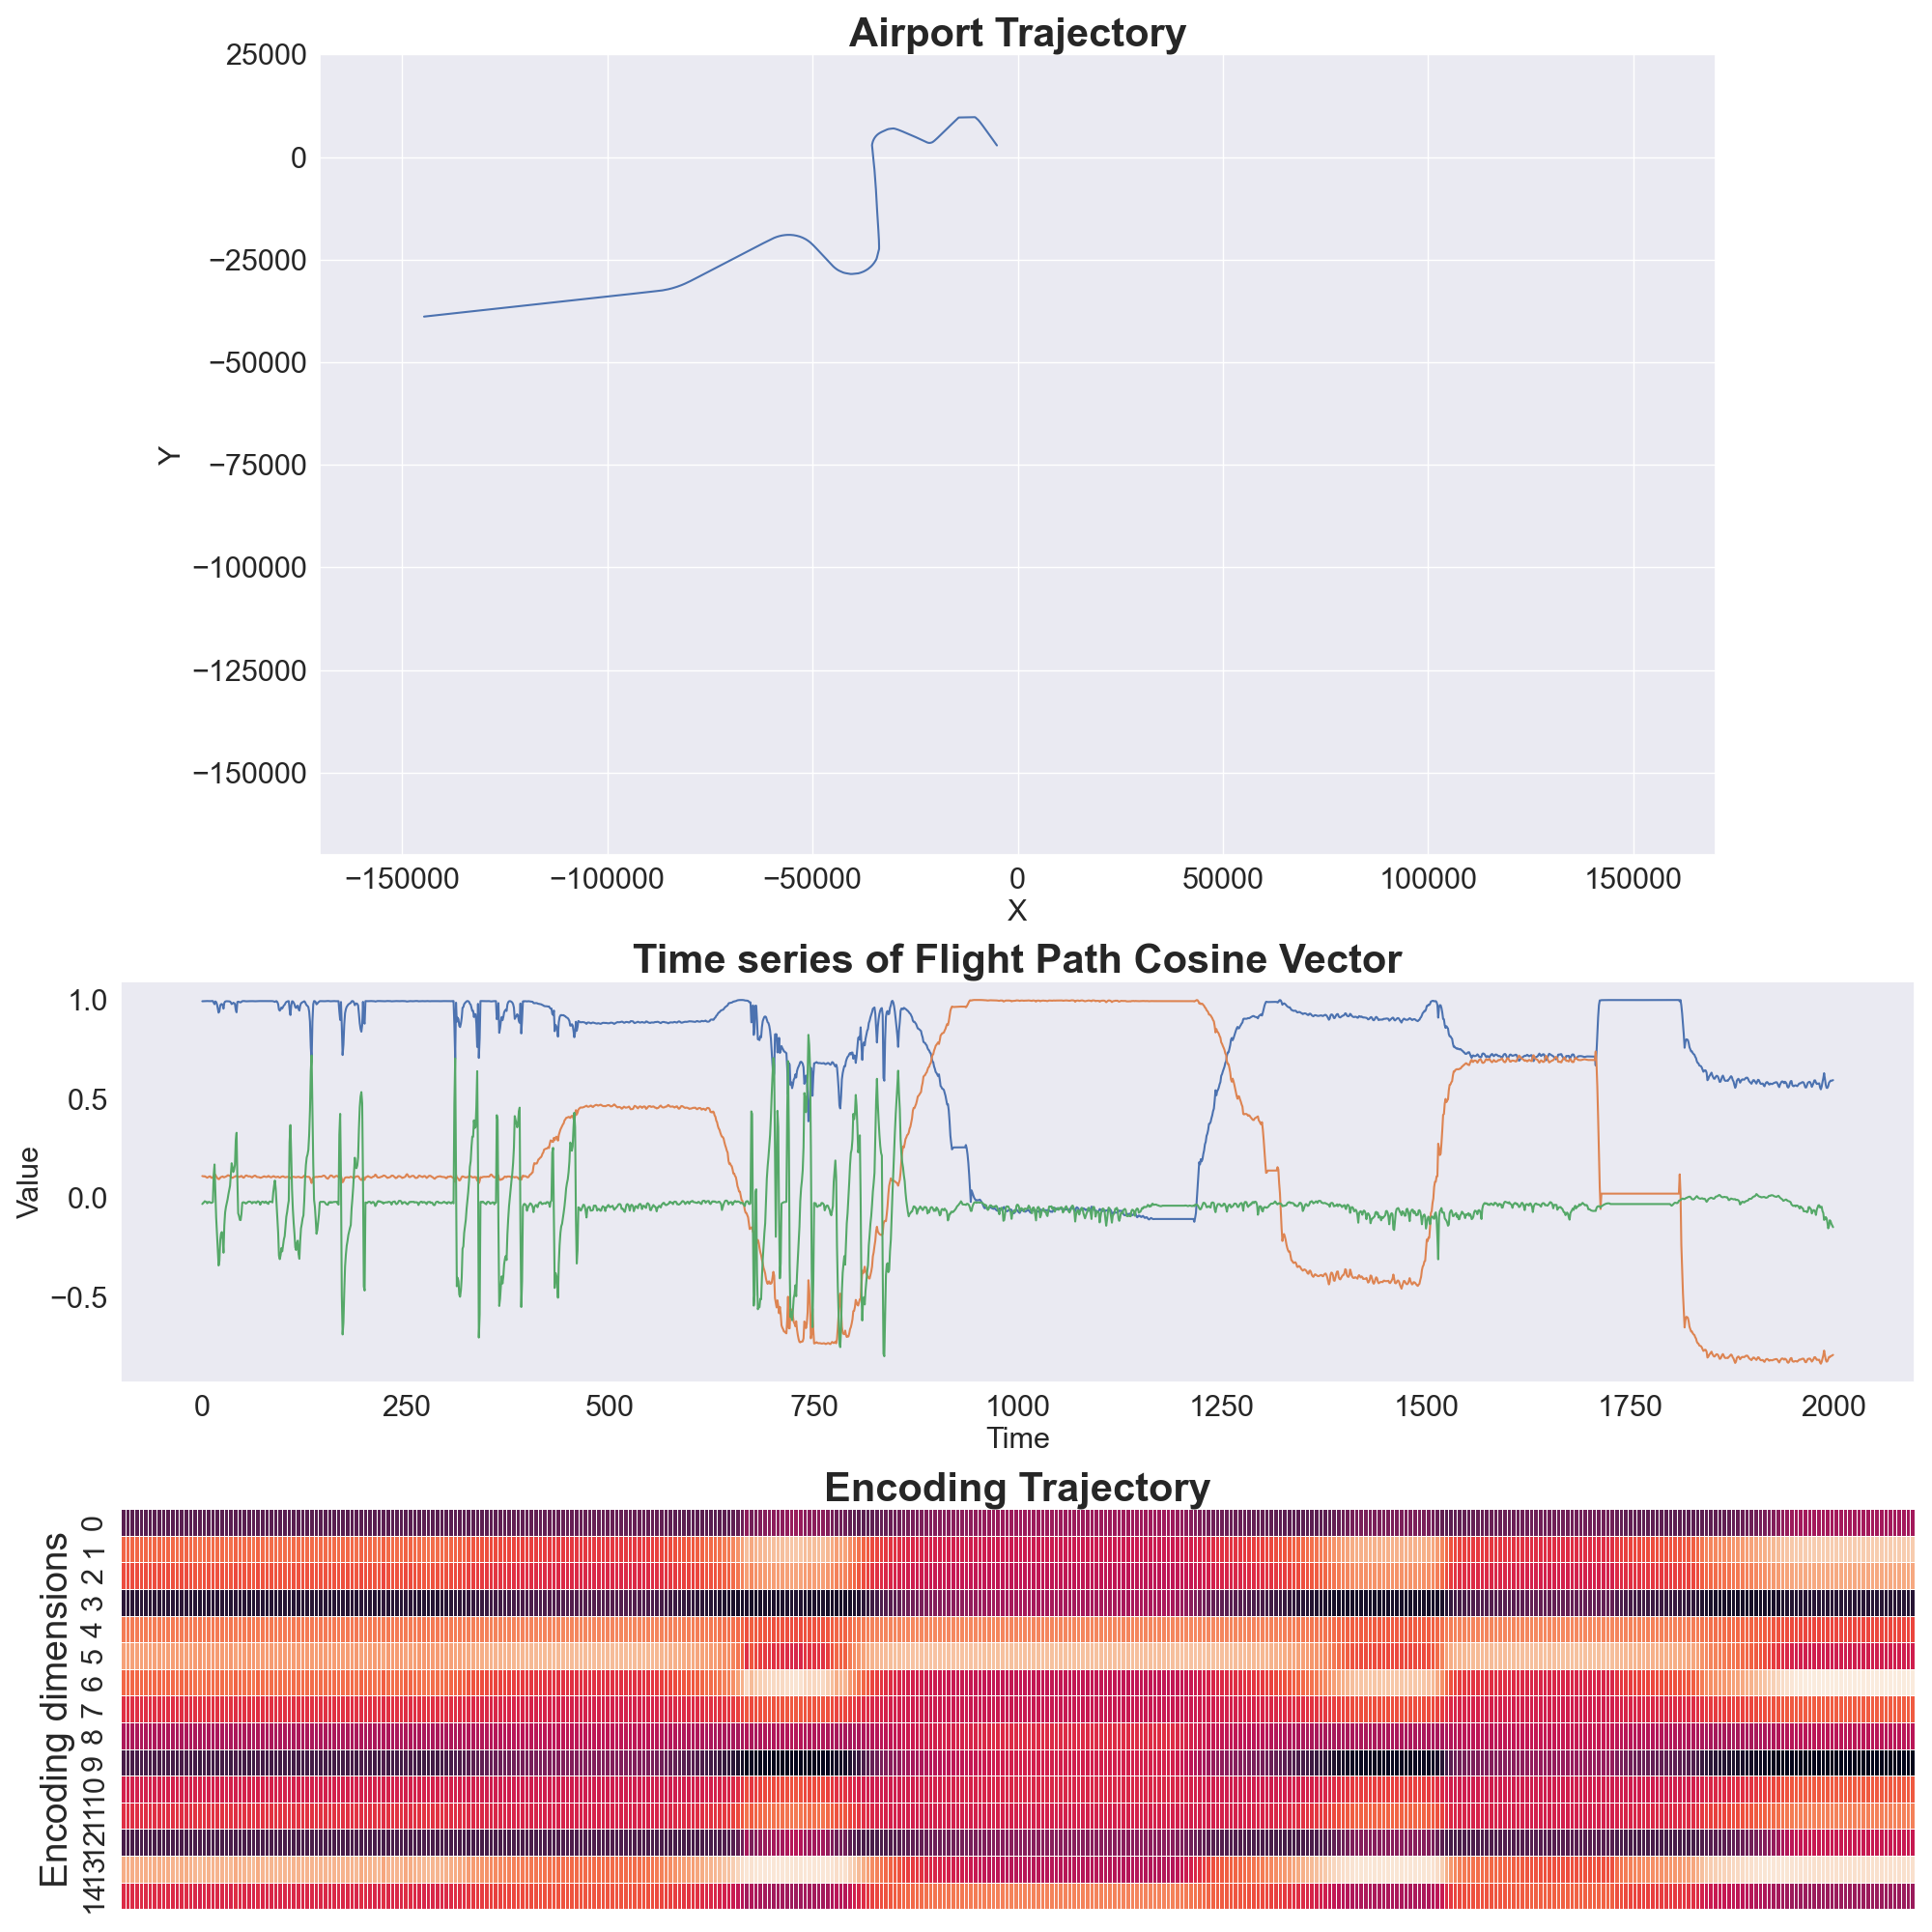 Airport Trajectory
25000
0
−25000
−50000
−75000
−100000
−125000
−150000
Y
−150000 −100000 −50000 0 50000 100000 150000
X
Time series of Flight Path Cosine Vector
1.0
0.5
0.0
−0.5
Value
0 250 500 750 1000 1250 1500 1750 2000
Time
Encoding Trajectory
Encoding dimensions
0
1
2
3
4
5
6
7
8
9
10
11
12
13
14